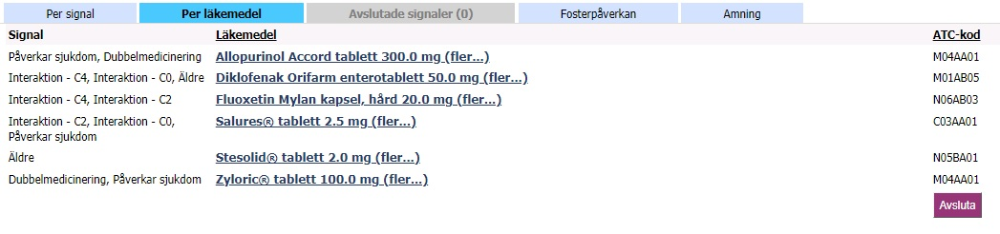 Per signal Per läkemedel Avslutade signaler (0) Fosterpåverkan Amning
Signal Läkemedel ATC-kod
Påverkar sjukdom, Dubbelmedicinering Allopurinol Accord tablett 300.0 mg (fler...) M04AA01
Interaktion - C4, Interaktion - C0, Äldre Diklofenak Orifarm enterotablett 50.0 mg (fler...) M01AB05
Interaktion - C4, Interaktion - C2 Fluoxetin Mylan kapsel, hård 20.0 mg (fler...) N06AB03
Interaktion - C2, Interaktion - C0, Salures® tablett 2.5 mg (fler...) C03AA01
Påverkar sjukdom
Äldre Stesolid® tablett 2.0 mg (fler...) N05BA01
Dubbelmedicinering, Påverkar sjukdom Zyloric® tablett 100.0 mg (fler...) M04AA01
Avsluta